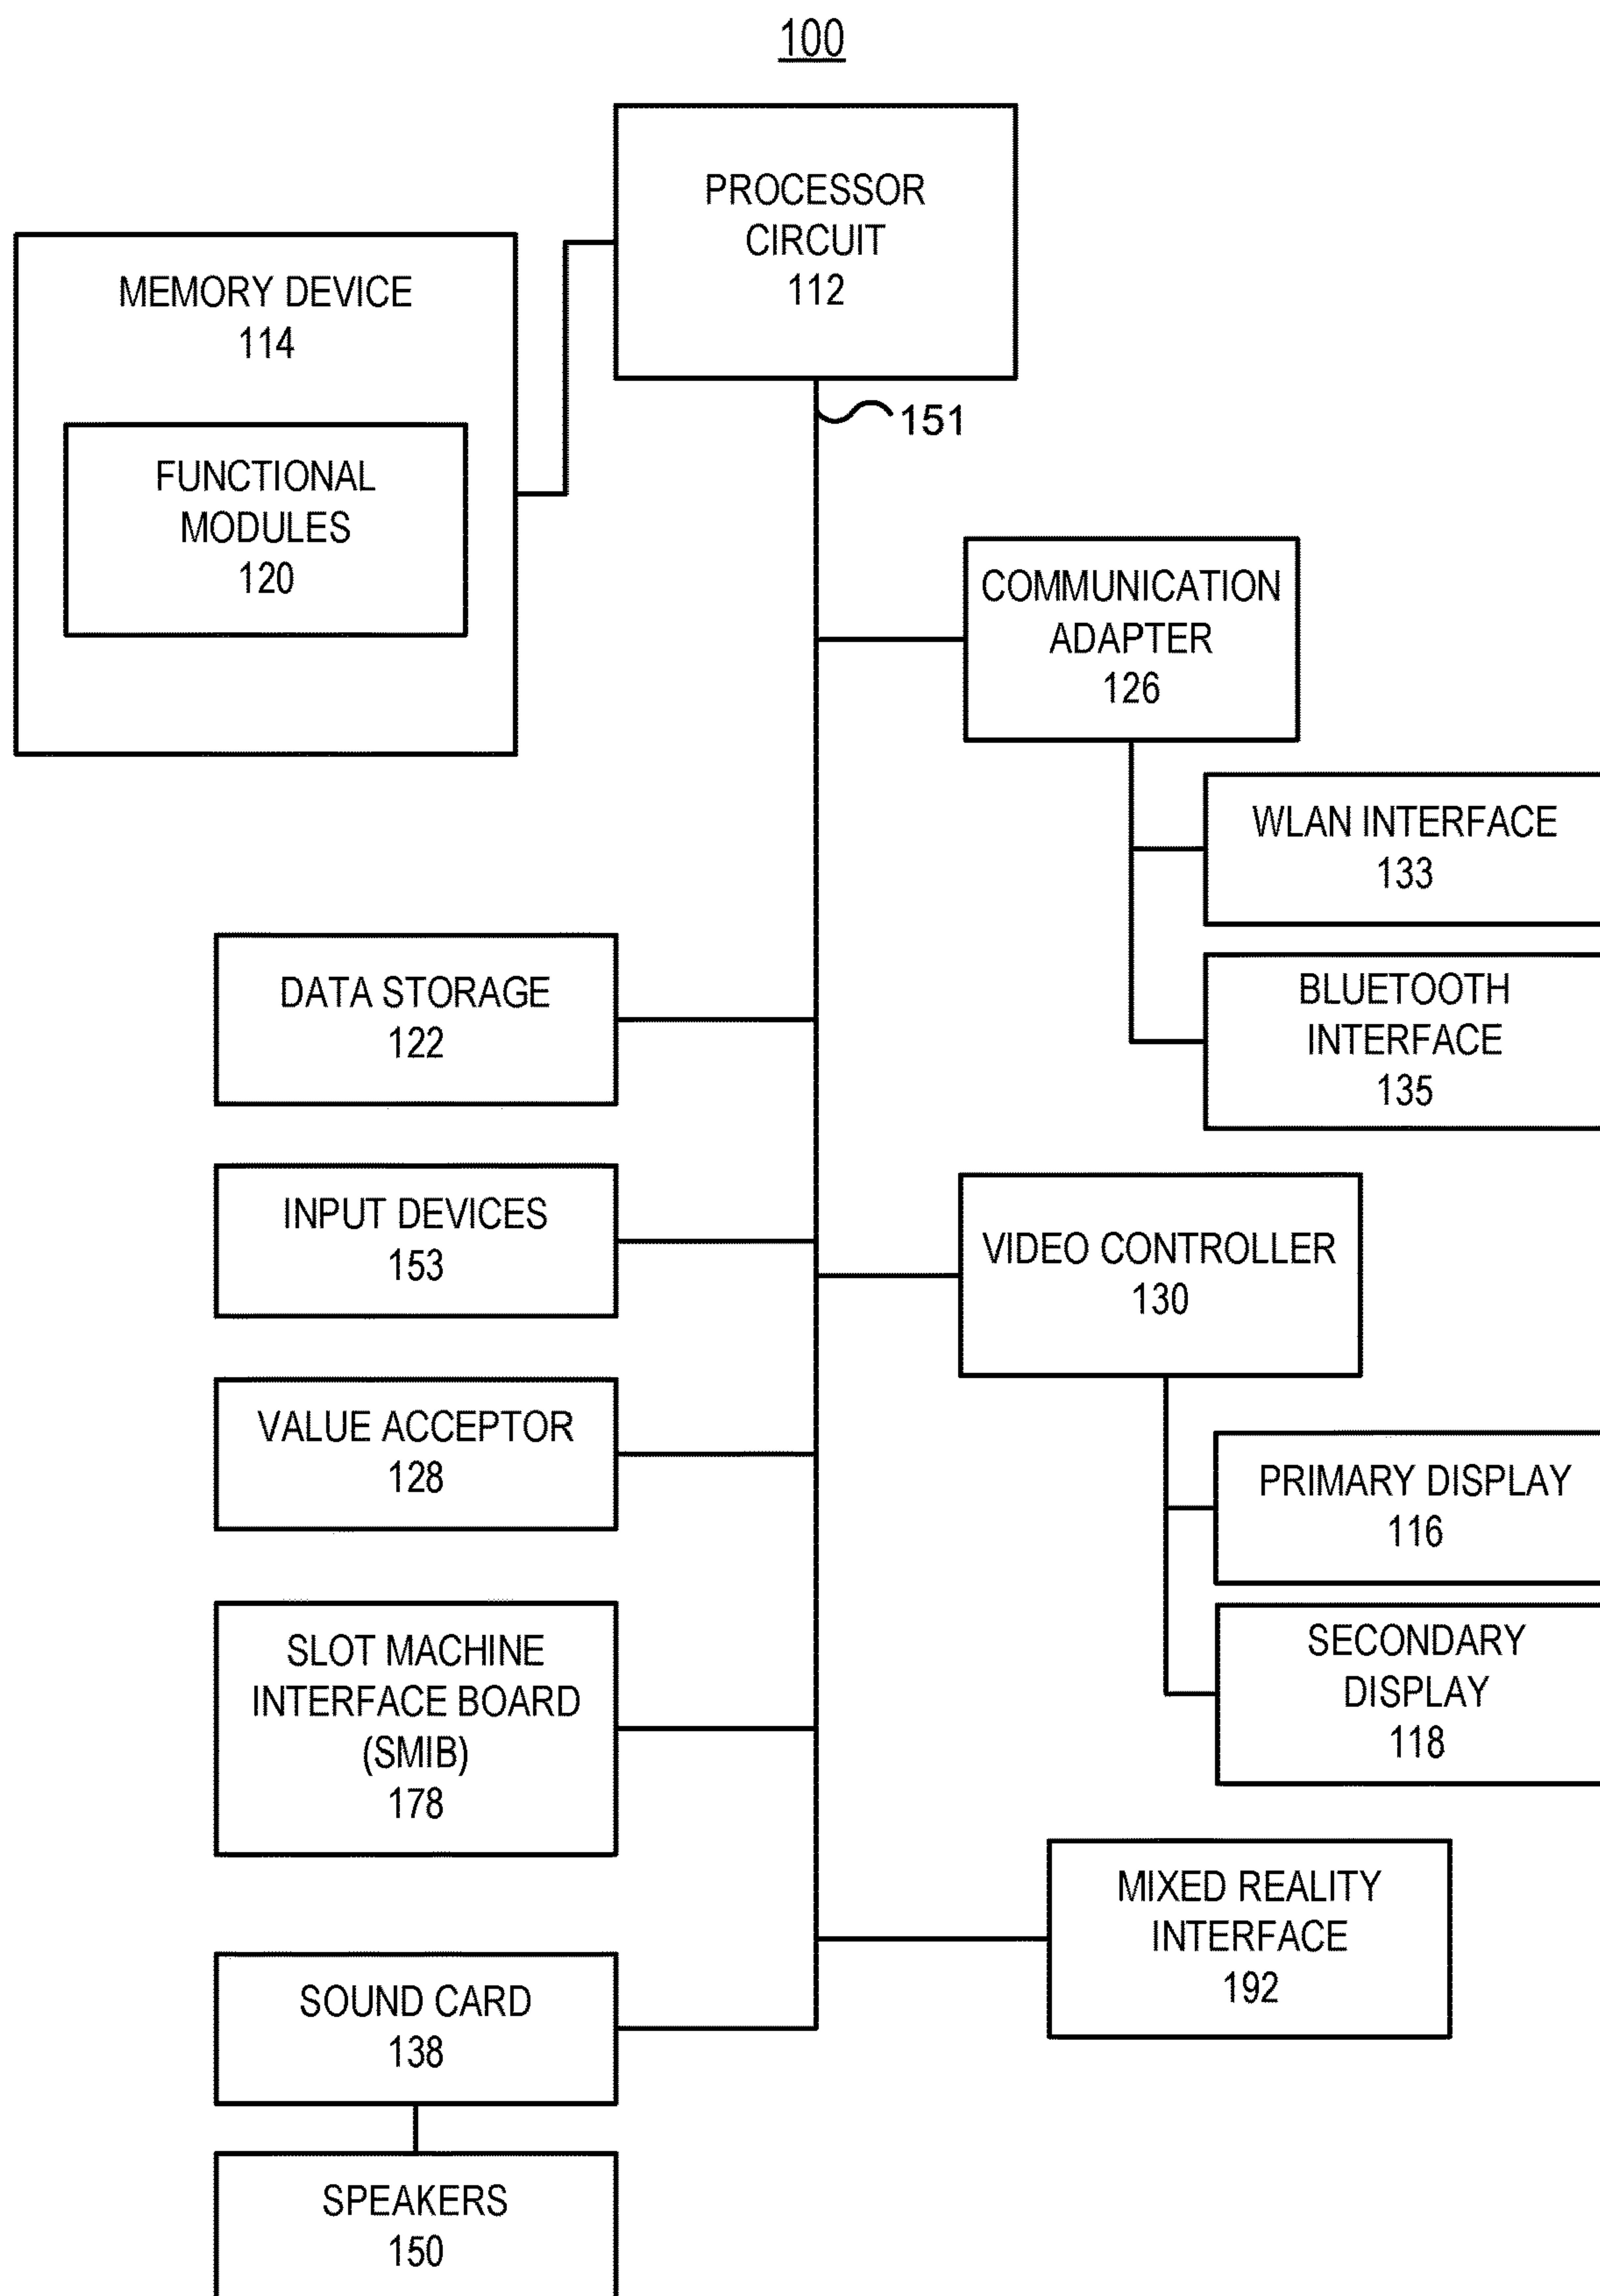 100
PROCESSOR
CIRCUIT
112
MEMORY DEVICE
114
FUNCTIONAL
MODULES
120
151
COMMUNICATION
ADAPTER
126
WLAN INTERFACE
133
BLUETOOTH
INTERFACE
135
DATA STORAGE
122
INPUT DEVICES
153
VIDEO CONTROLLER
130
VALUE ACCEPTOR
128
PRIMARY DISPLAY
116
SECONDARY
DISPLAY
118
SLOT MACHINE
INTERFACE BOARD
(SMIB)
178
MIXED REALITY
INTERFACE
192
SOUND CARD
138
SPEAKERS
150